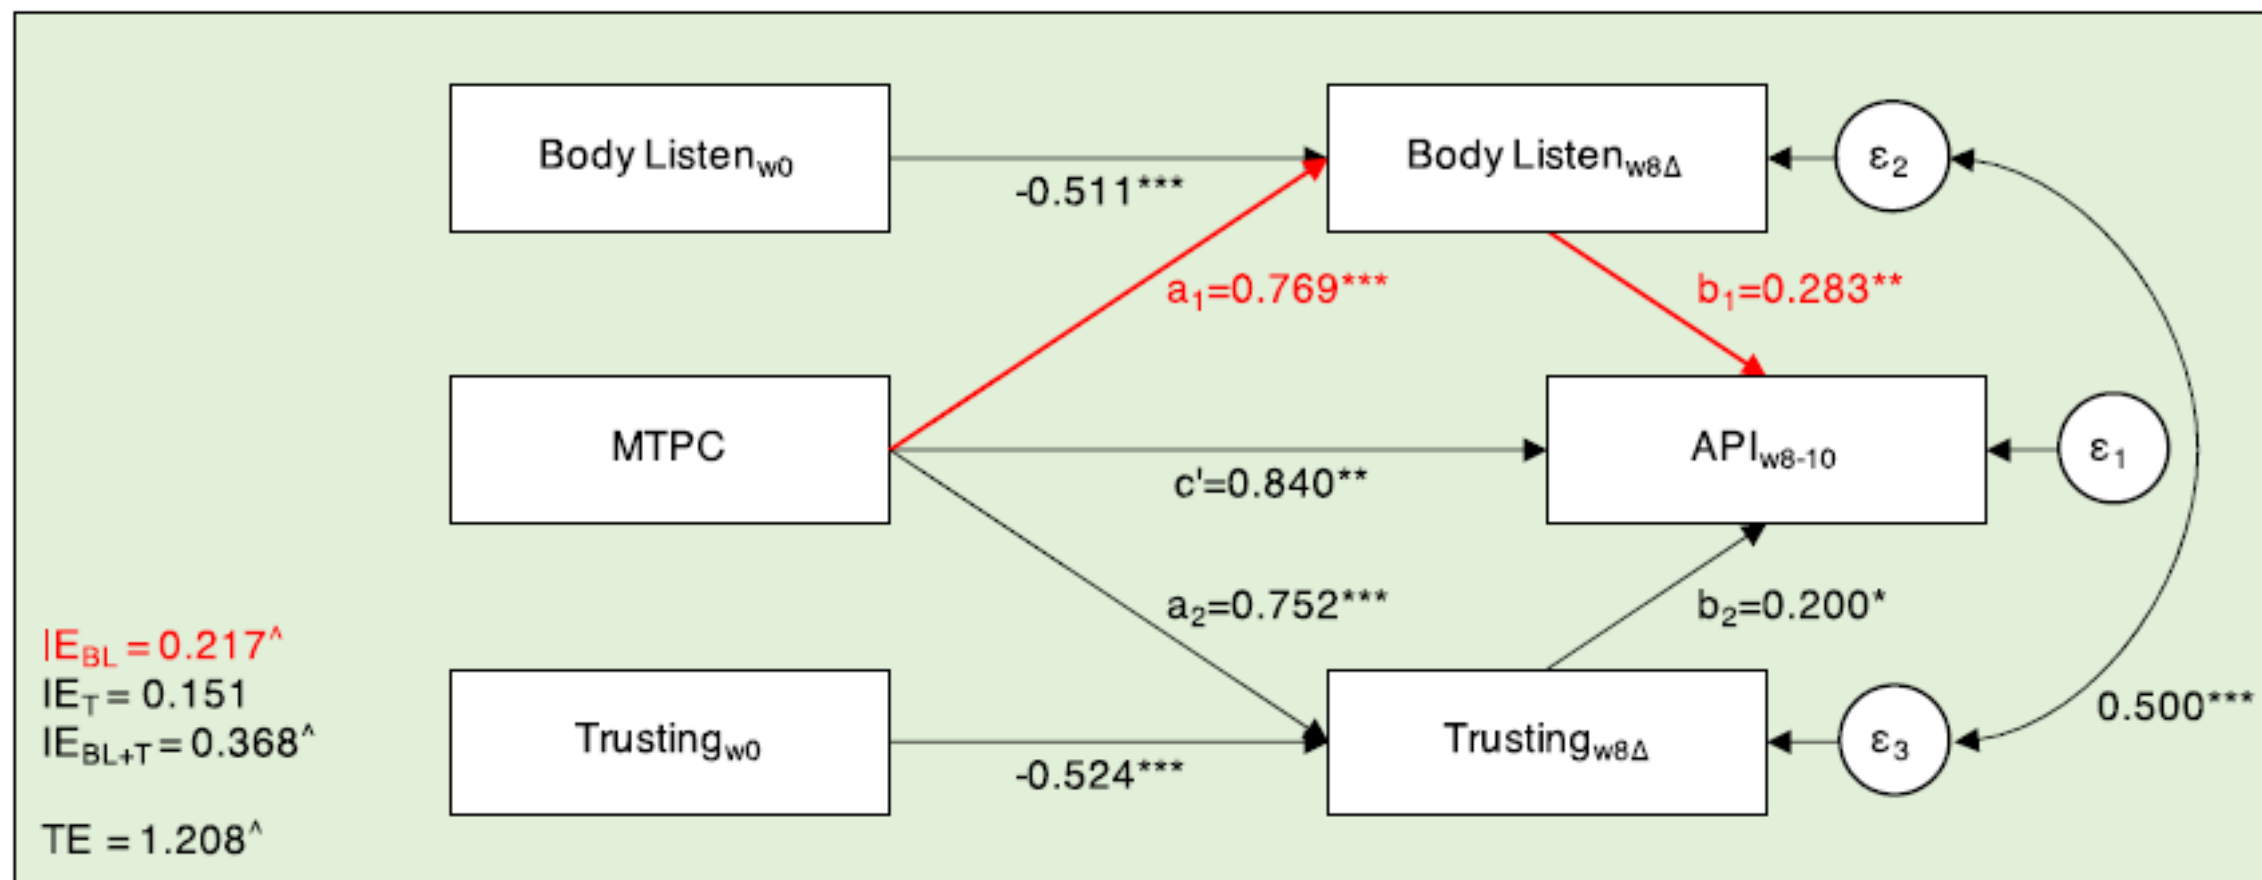 Body Listenw0
Body Listenw8Δ
ε2
-0.511***
a1=0.769***
b1=0.283**
MTPC
APIw8-10
ε1
c'=0.840**
a2=0.752***
b2=0.200*
IEBL = 0.217^
IET = 0.151
IEBL+T = 0.368^
TE = 1.208^
Trustingw0
Trustingw8Δ
ε3
0.500***
-0.524***